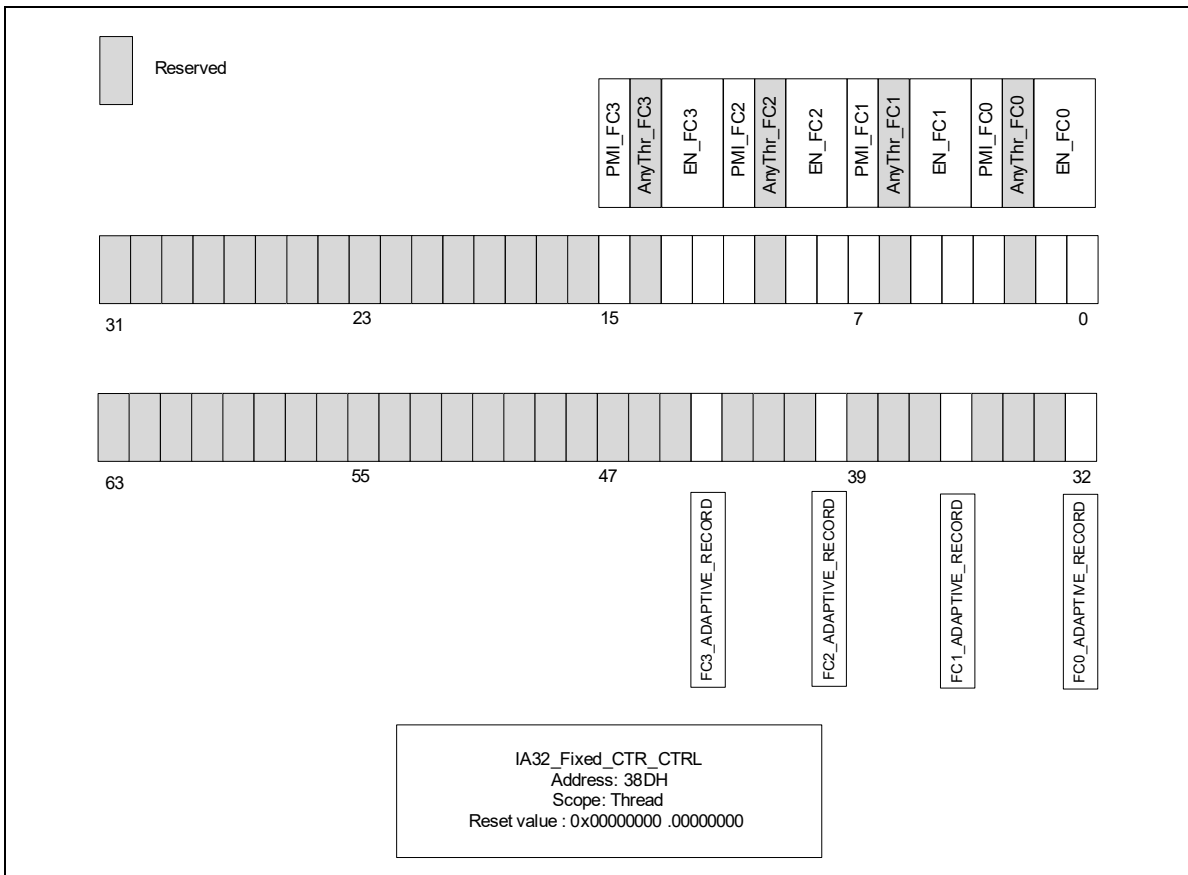 Reserved
PMI_FC3
AnyThr_FC3
EN_FC3
PMI_FC2
AnyThr_FC2
EN_FC2
PMI_FC1
AnyThr_FC1
EN_FC1
PMI_FC0
AnyThr_FC0
EN_FC0
31 23 15 7 0
63 55 47 39 32
FC3_ADAPTIVE_RECORD
FC2_ADAPTIVE_RECORD
FC1_ADAPTIVE_RECORD
FC0_ADAPTIVE_RECORD
IA32_Fixed_CTR_CTRL
Address: 38DH
Scope: Thread
Reset value : 0x00000000 .00000000